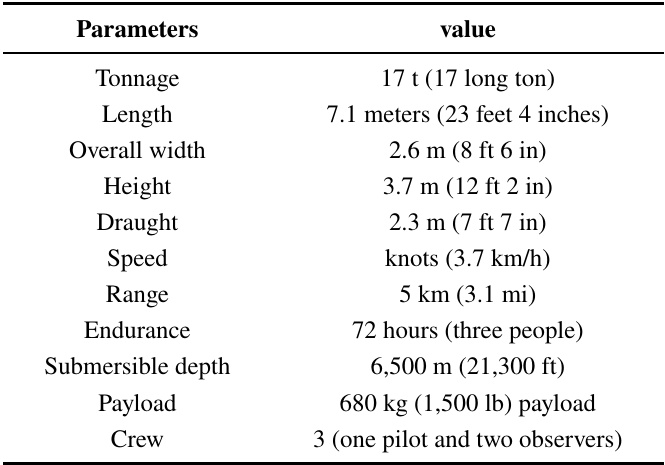 Parameters value
Tonnage 17 t (17 long ton)
Length 7.1 meters (23 feet 4 inches)
Overall width 2.6 m (8 ft 6 in)
Height 3.7 m (12 ft 2 in)
Draught 2.3 m (7 ft 7 in)
Speed knots (3.7 km/h)
Range 5 km (3.1 mi)
Endurance 72 hours (three people)
Submersible depth 6,500 m (21,300 ft)
Payload 680 kg (1,500 lb) payload
Crew 3 (one pilot and two observers)